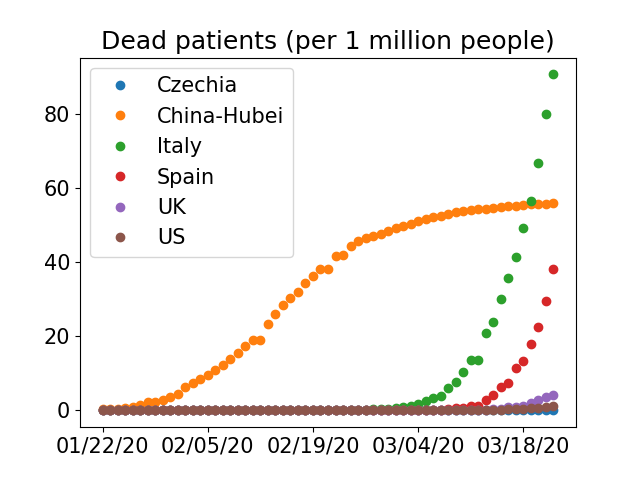 Dead patients (per 1 million people)
Czechia
China-Hubei
Italy
Spain
UK
US
80
60
40
20
0
01/22/20 02/05/20 02/19/20 03/04/20 03/18/20